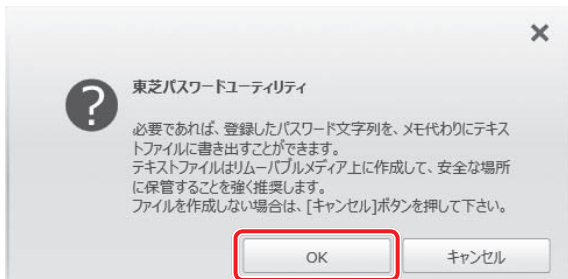 東芝パスワードユーティリティ
必要であれば、登録したパスワード文字列を、メモ代わりにテキス
トファイルに書き出すことができます。
テキストファイルはリムーバブルメディア上に作成して、安全な場所
に保管することを強く推奨します。
ファイルを作成しない場合は、[キャンセル]ボタンを押して下さい。
OK
キャンセル